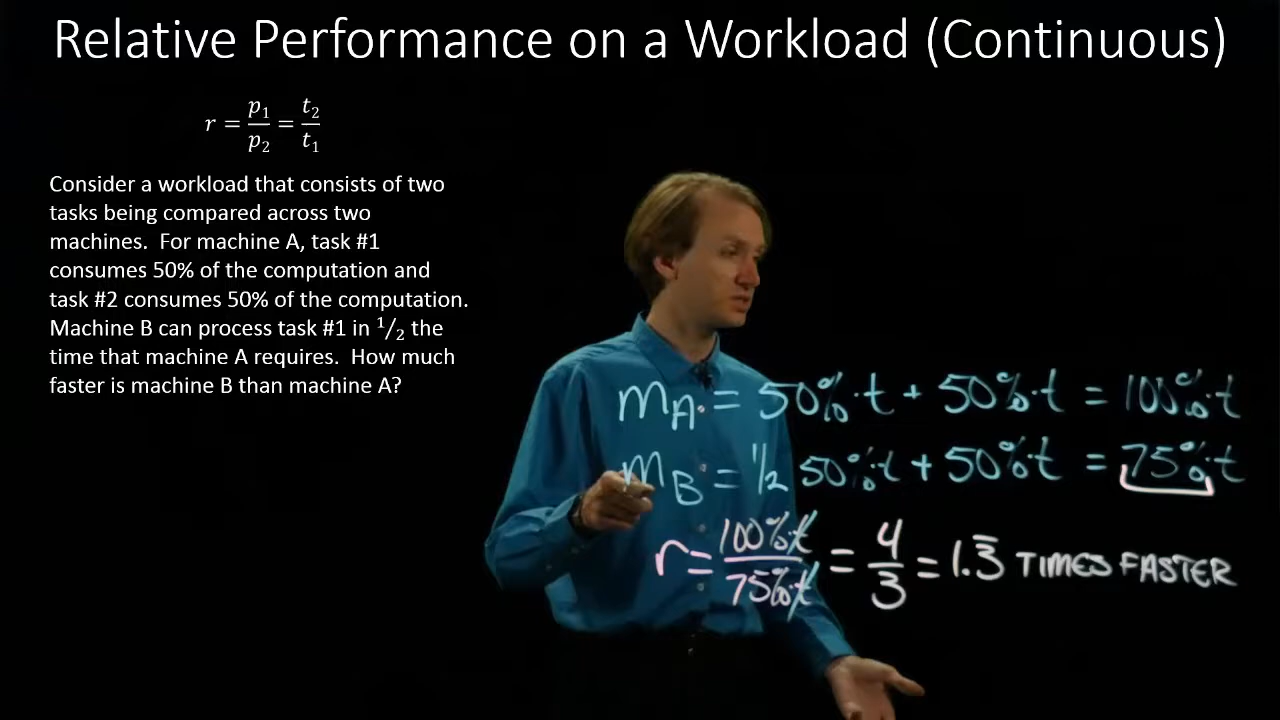 Relative Performance on a Workload (Continuous)
r = p₁/p₂ = t₂/t₁
Consider a workload that consists of two
tasks being compared across two
machines. For machine A, task #1
consumes 50% of the computation and
task #2 consumes 50% of the computation.
Machine B can process task #1 in 1/2 the
time that machine A requires. How much
faster is machine B than machine A?
m_A = 50%·t + 50%·t = 100%·t
m_B = 1/2 50%·t + 50%·t = 75%·t
r = 100%·t/75%·t = 4/3 = 1.3̅ TIMES FASTER